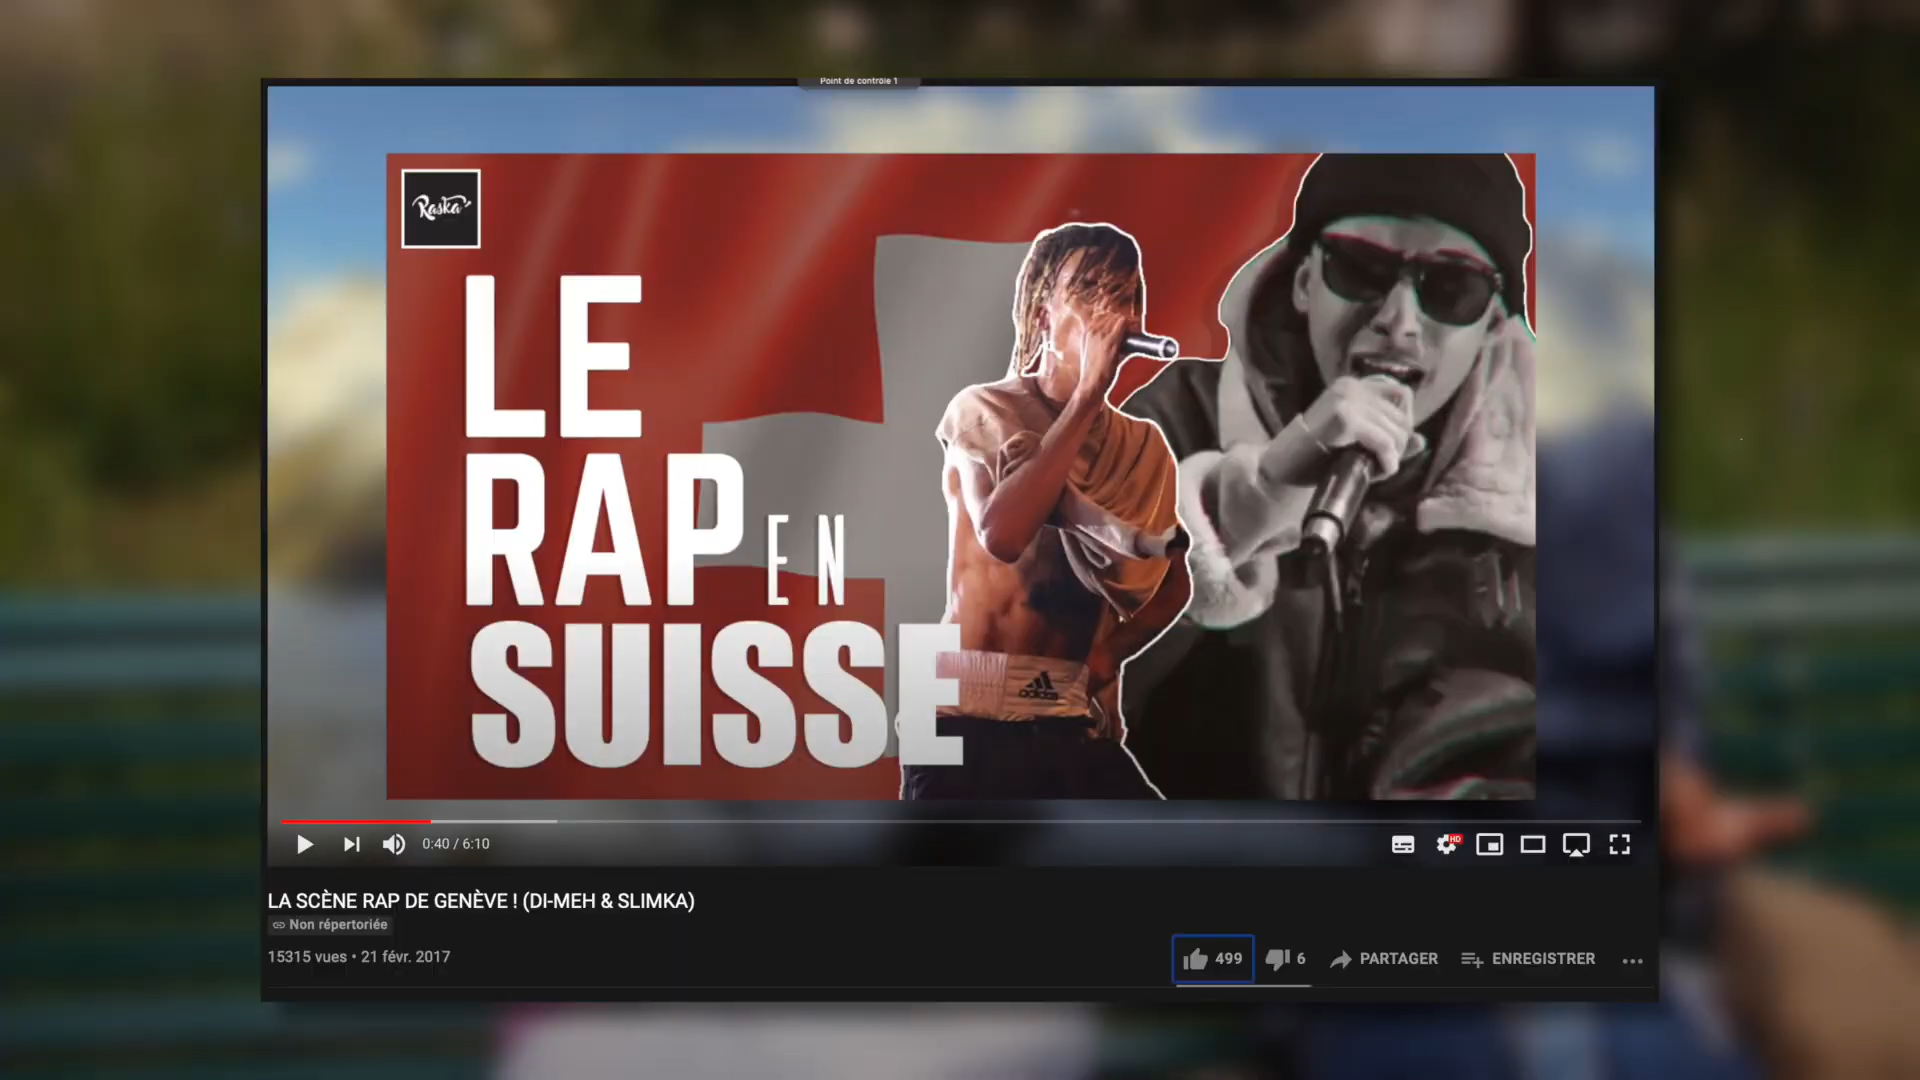 Point de contrôle 1
Raska
LE
RAP EN
SUISSE
adidas
0:40 / 6:10
HD
LA SCÈNE RAP DE GENÈVE ! (DI-MEH & SLIMKA)
Non répertoriée
15315 vues • 21 févr. 2017
499
6
PARTAGER
ENREGISTRER